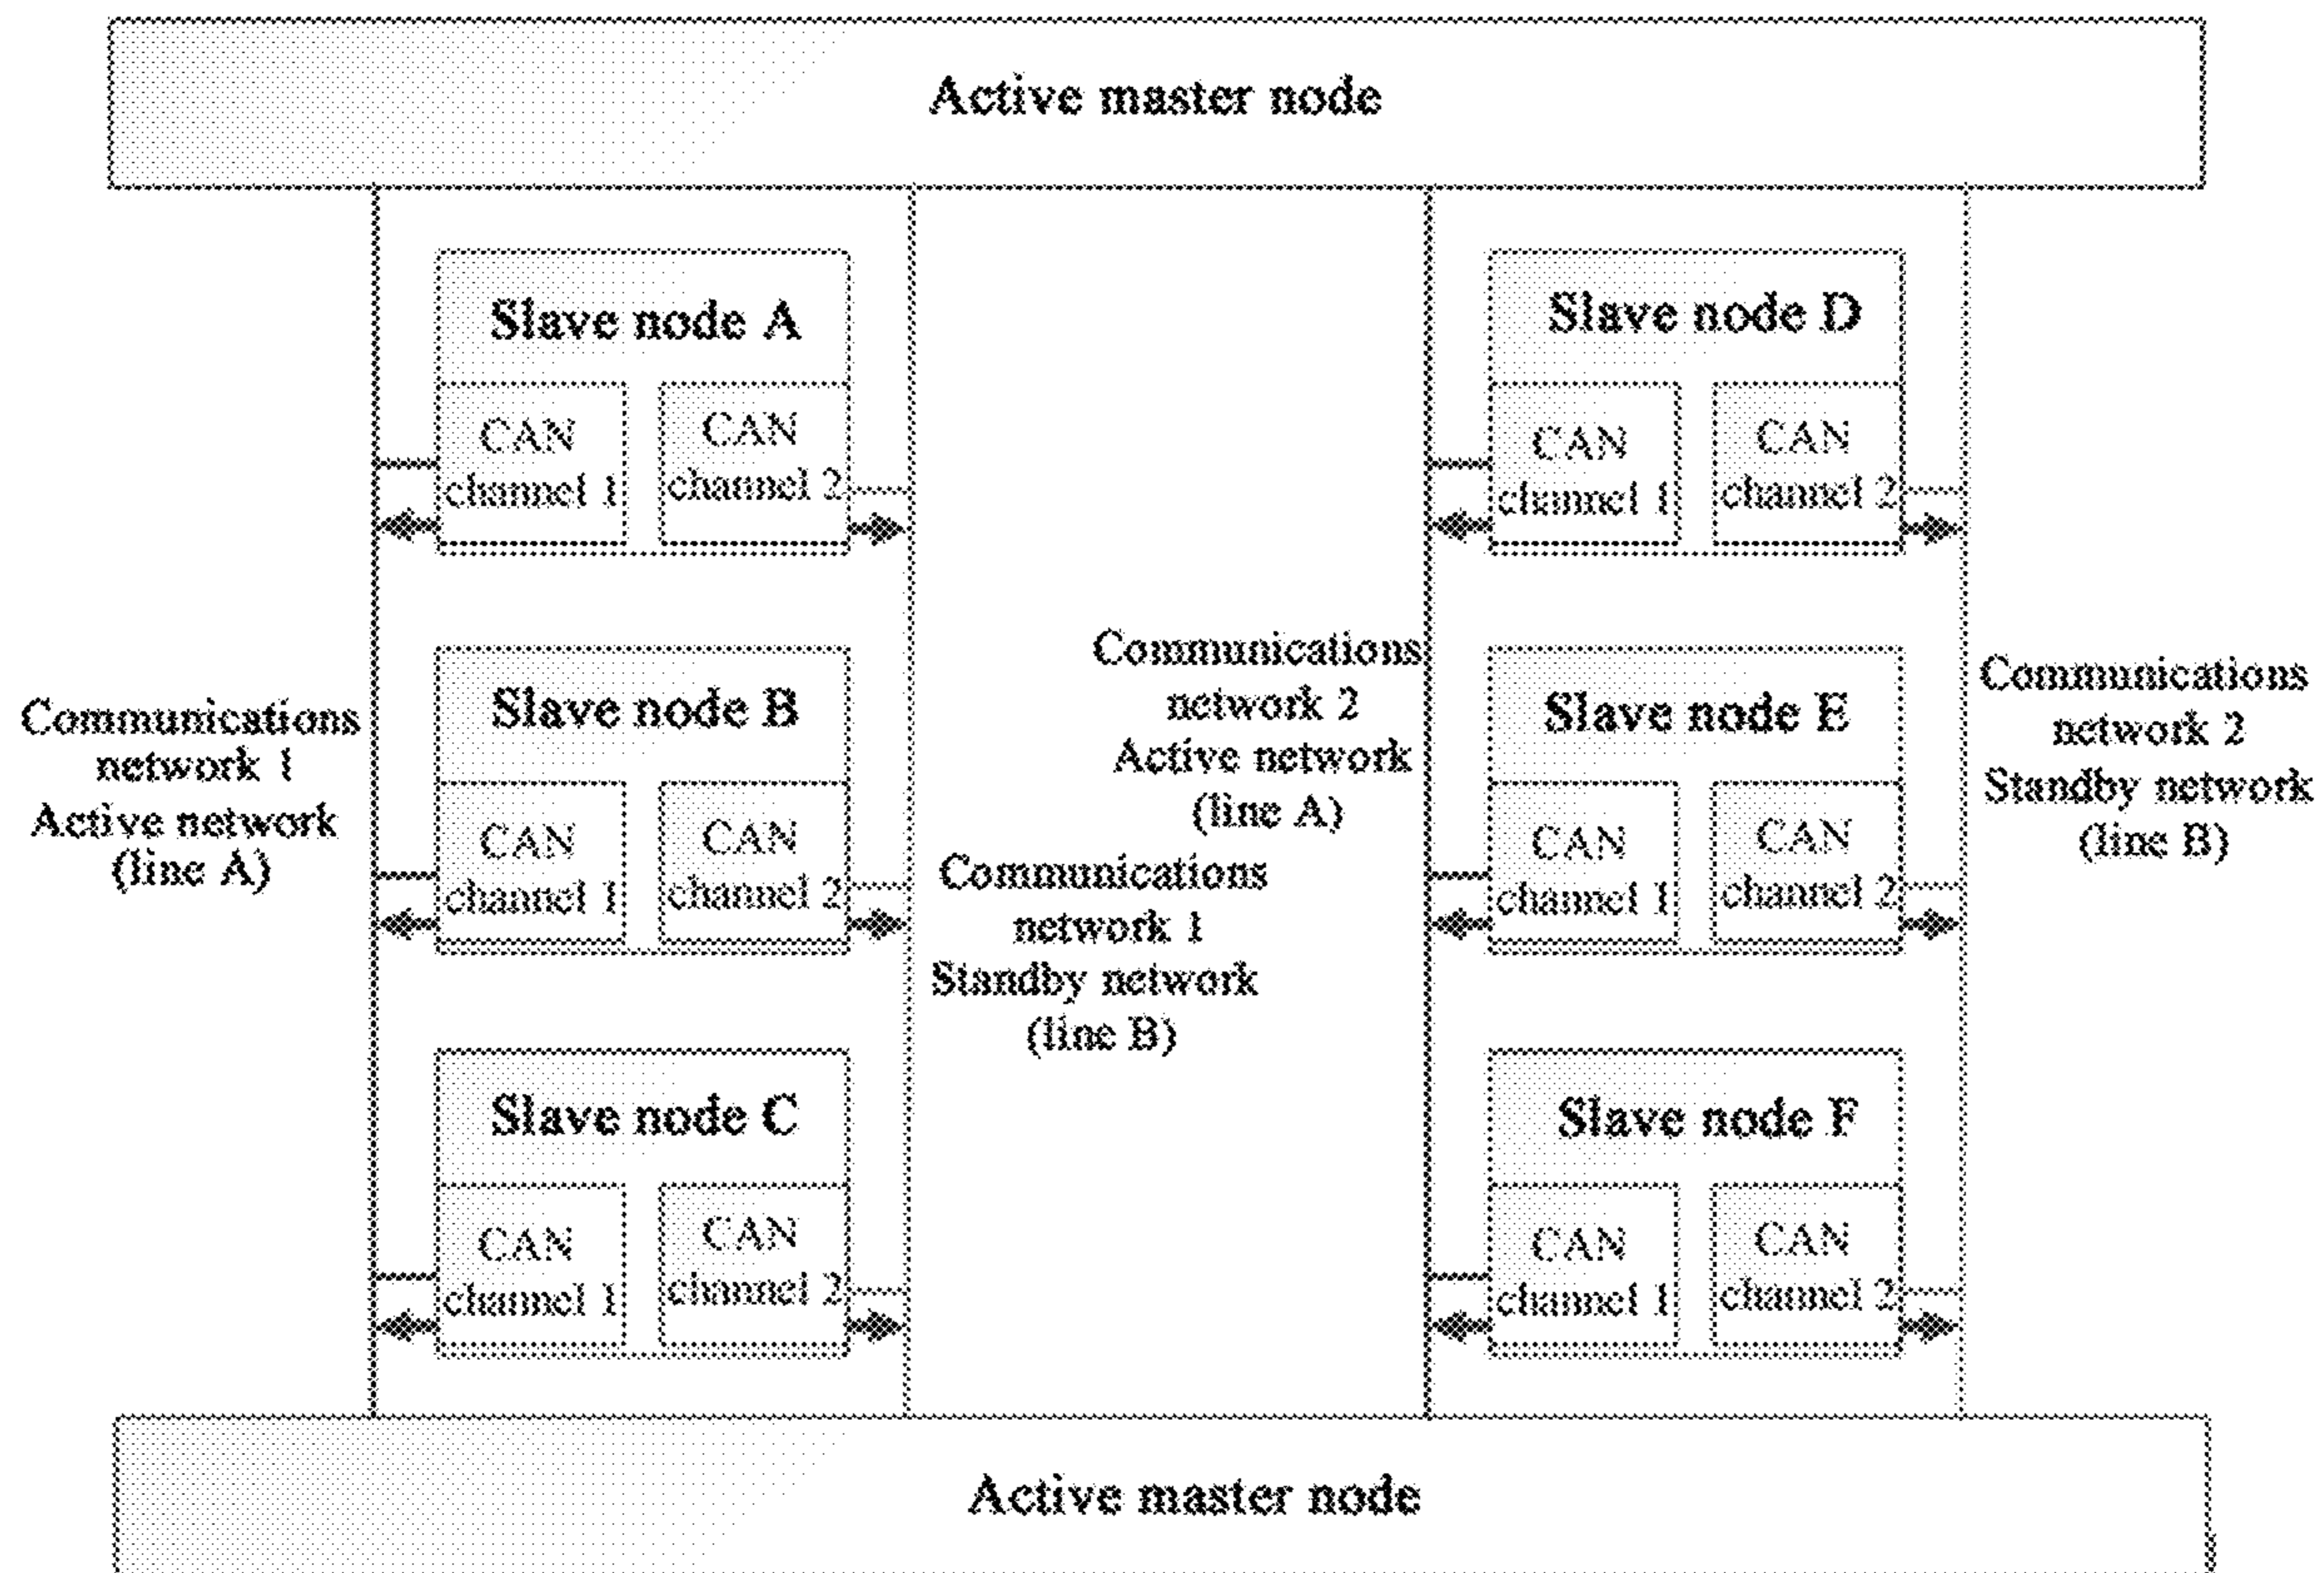 Active master node
Slave node A
CAN
channel 1
CAN
channel 2
Slave node B
CAN
channel 1
CAN
channel 2
Slave node C
CAN
channel 1
CAN
channel 2
Communications
network 1
Active network
(line A)
Communications
network 1
Standby network
(line B)
Communications
network 2
Active network
(line A)
Slave node D
CAN
channel 1
CAN
channel 2
Slave node E
CAN
channel 1
CAN
channel 2
Slave node F
CAN
channel 1
CAN
channel 2
Communications
network 2
Standby network
(line B)
Active master node